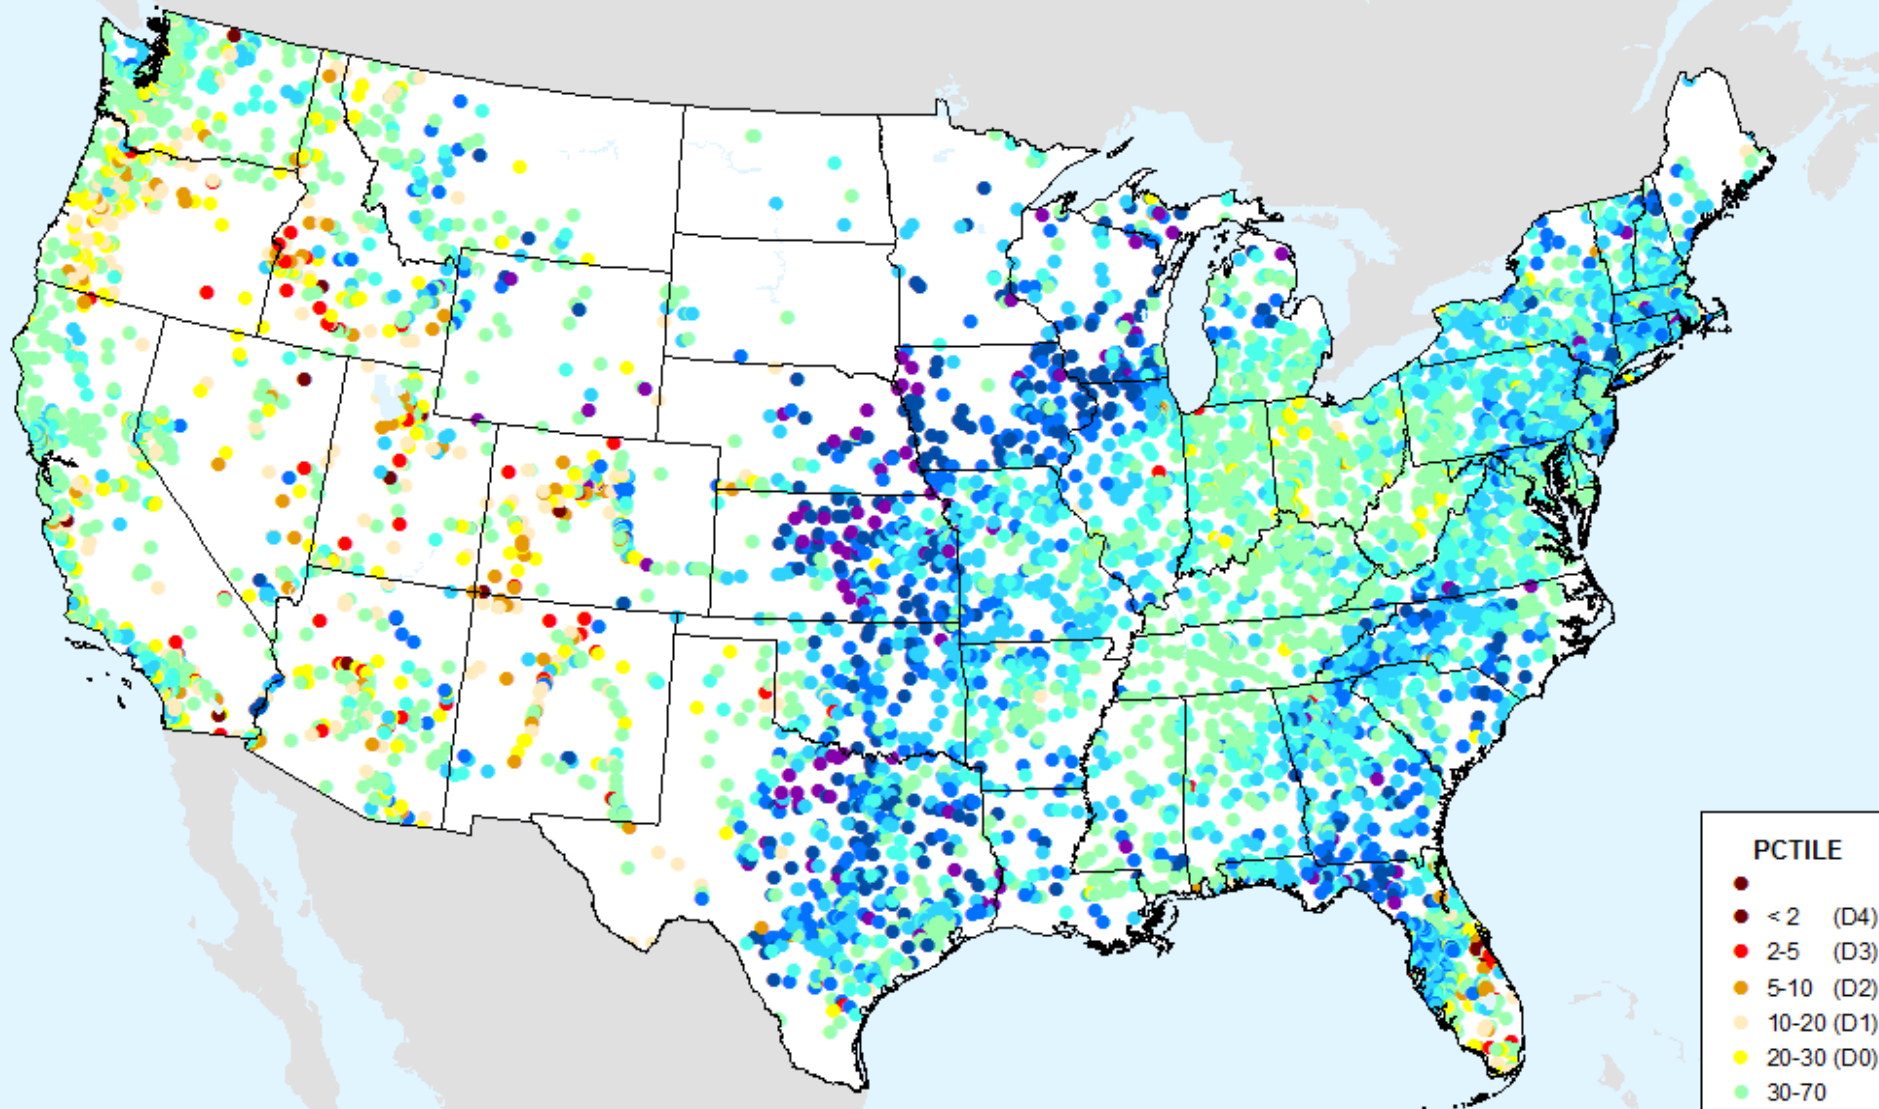 PCTILE
< 2 (D4)
2-5 (D3)
5-10 (D2)
10-20 (D1)
20-30 (D0)
30-70